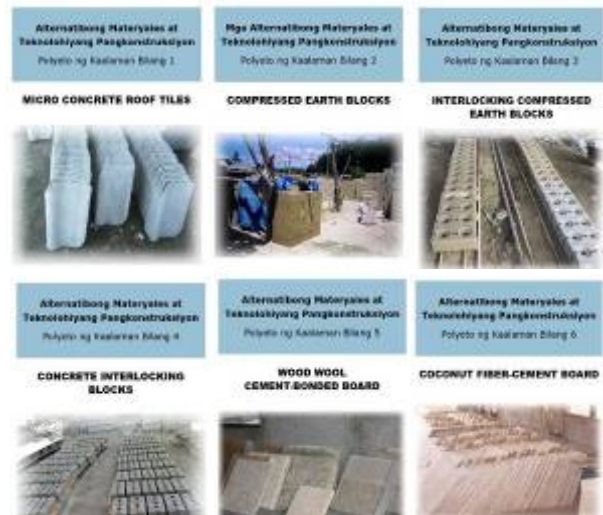 Alternatibong Materyales at
Teknolohiyang Pangkonstruksiyon
Polyeto ng Kaalaman Bilang 1
MICRO CONCRETE ROOF TILES
Mga Alternatibong Materyales at
Teknolohiyang Pangkonstruksiyon
Polyeto ng Kaalaman Bilang 2
COMPRESSED EARTH BLOCKS
Alternatibong Materyales at
Teknolohiyang Pangkonstruksiyon
Polyeto ng Kaalaman Bilang 3
INTERLOCKING COMPRESSED
EARTH BLOCKS
Alternatibong Materyales at
Teknolohiyang Pangkonstruksiyon
Polyeto ng Kaalaman Bilang 4
CONCRETE INTERLOCKING
BLOCKS
Alternatibong Materyales at
Teknolohiyang Pangkonstruksiyon
Polyeto ng Kaalaman Bilang 5
WOOD WOOL
CEMENT-BONDED BOARD
Alternatibong Materyales at
Teknolohiyang Pangkonstruksiyon
Polyeto ng Kaalaman Bilang 6
COCONUT FIBER-CEMENT BOARD